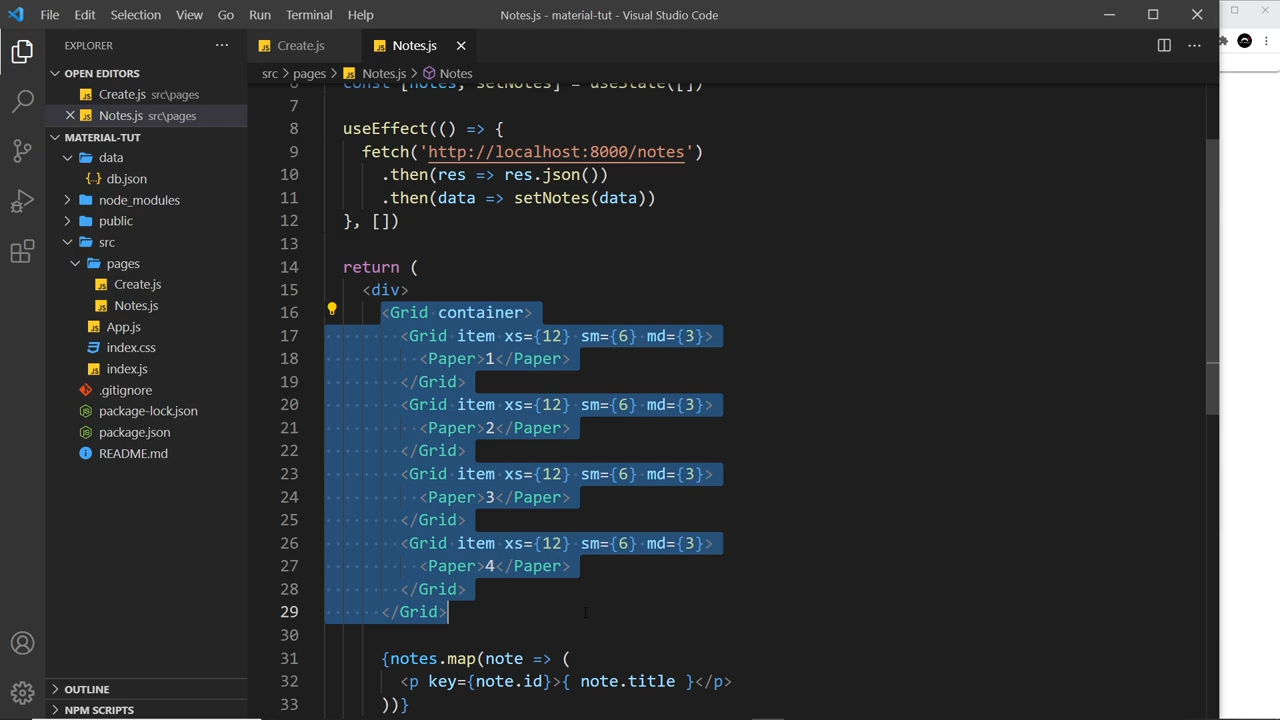 File Edit Selection View Go Run Terminal Help
Notes.js - material-tut - Visual Studio Code
EXPLORER
OPEN EDITORS
Create.js src\pages
Notes.js src\pages
MATERIAL-TUT
data
db.json
node_modules
public
src
pages
Create.js
Notes.js
App.js
index.css
index.js
.gitignore
package-lock.json
package.json
README.md
OUTLINE
NPM SCRIPTS
Create.js
Notes.js
src > pages > Notes.js > Notes
6 const [notes, setNotes] = useState([])
7
8 useEffect(() => {
9 fetch('http://localhost:8000/notes')
10 .then(res => res.json())
11 .then(data => setNotes(data))
12 }, [])
13
14 return (
15 <div>
16 <Grid container>
17 <Grid item xs={12} sm={6} md={3}>
18 <Paper>1</Paper>
19 </Grid>
20 <Grid item xs={12} sm={6} md={3}>
21 <Paper>2</Paper>
22 </Grid>
23 <Grid item xs={12} sm={6} md={3}>
24 <Paper>3</Paper>
25 </Grid>
26 <Grid item xs={12} sm={6} md={3}>
27 <Paper>4</Paper>
28 </Grid>
29 </Grid>
30
31 {notes.map(note => (
32 <p key={note.id}>{ note.title }</p>
33 ))}